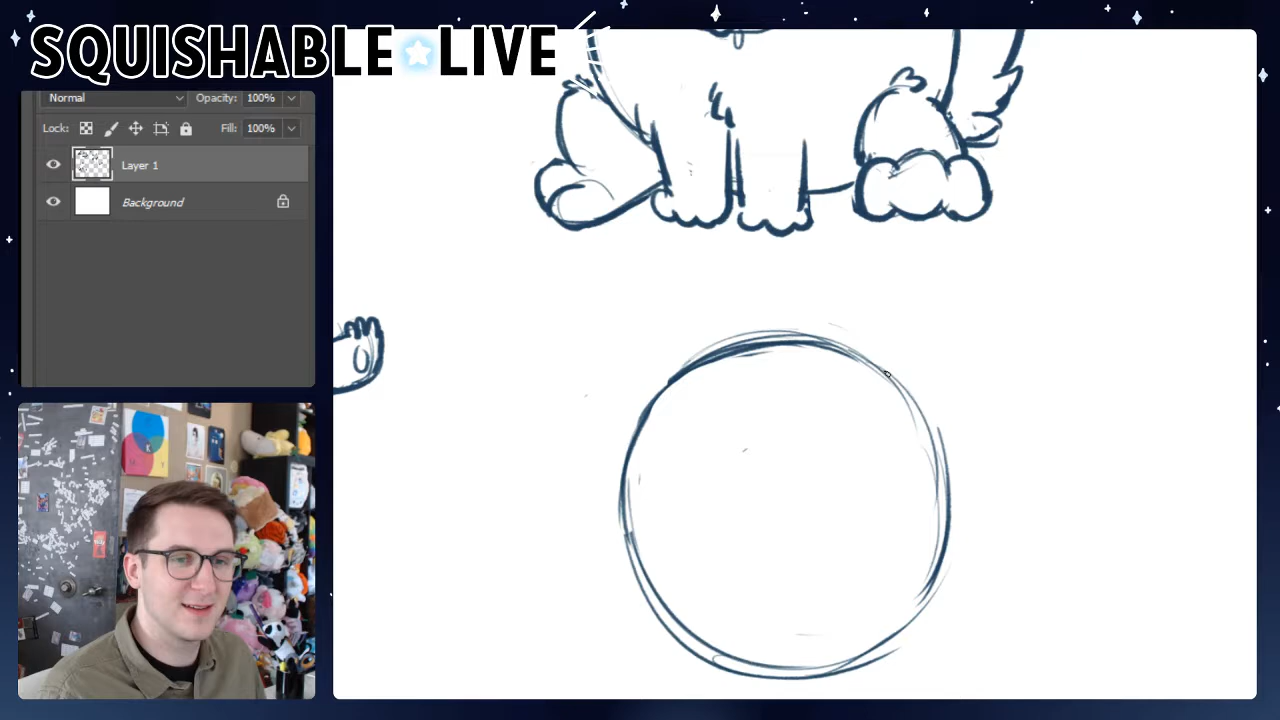 SQUISHABLE LIVE
Normal Opacity: 100%
Lock: Fill: 100%
Layer 1
Background